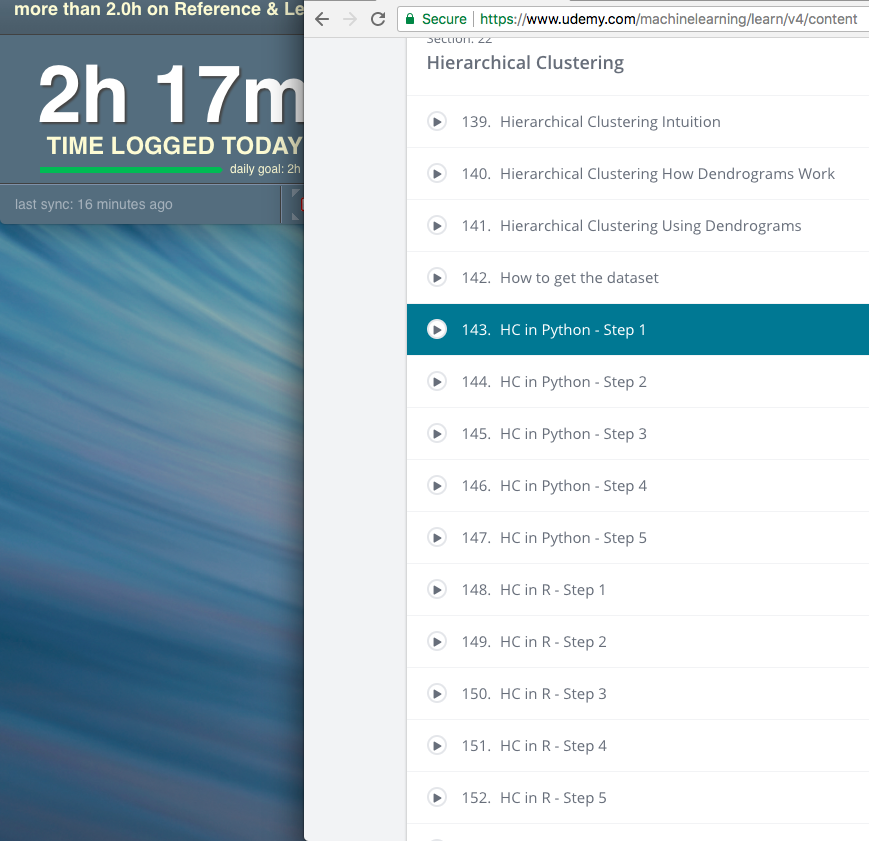 more than 2.0h on Reference & Le
2h 17m
TIME LOGGED TODAY
daily goal: 2h
last sync: 16 minutes ago
Secure
https://www.udemy.com/machinelearning/learn/v4/content
Section: 22
Hierarchical Clustering
139. Hierarchical Clustering Intuition
140. Hierarchical Clustering How Dendrograms Work
141. Hierarchical Clustering Using Dendrograms
142. How to get the dataset
143. HC in Python - Step 1
144. HC in Python - Step 2
145. HC in Python - Step 3
146. HC in Python - Step 4
147. HC in Python - Step 5
148. HC in R - Step 1
149. HC in R - Step 2
150. HC in R - Step 3
151. HC in R - Step 4
152. HC in R - Step 5